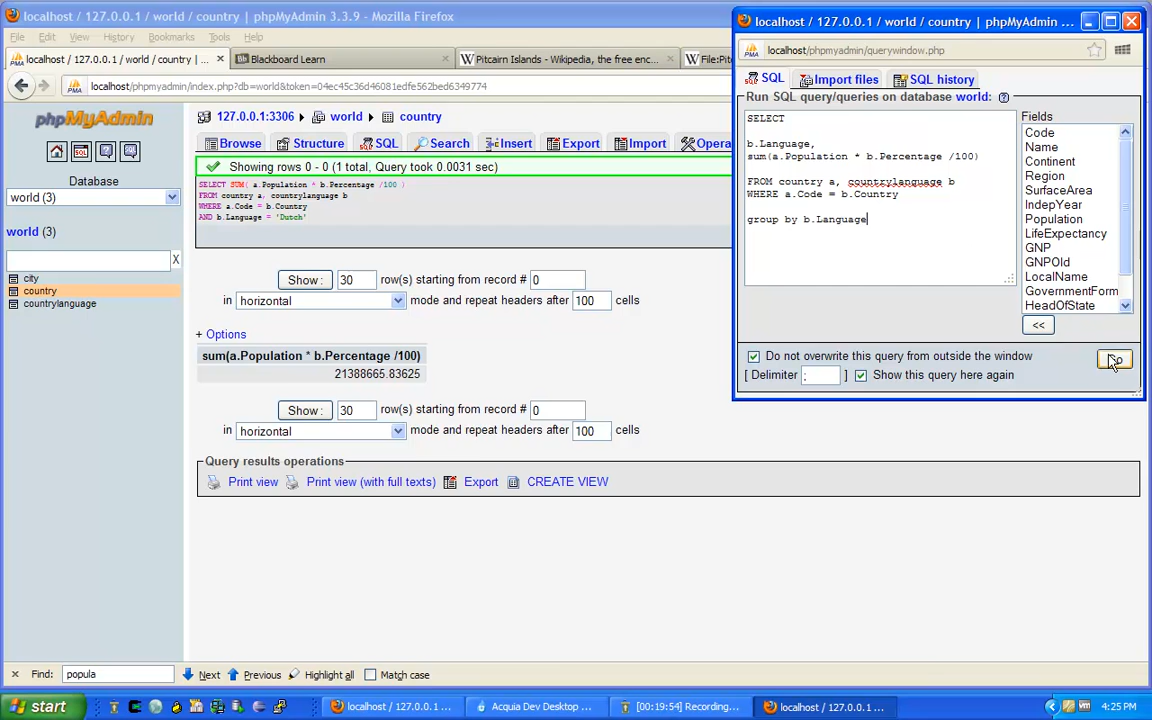 localhost / 127.0.0.1 / world / country | phpMyAdmin 3.3.9 - Mozilla Firefox
File Edit View History Bookmarks Tools Help
localhost / 127.0.0.1 / world / country | ... Blackboard Learn Pitcairn Islands - Wikipedia, the free enc... File:Pit
localhost/phpmyadmin/index.php?db=world&token=04ec45c36d46081edfe562bed6349774
phpMyAdmin
Database
world (3)
world (3)
X
city
country
countrylanguage
127.0.0.1:3306 world country
Browse Structure SQL Search Insert Export Import Opera
Showing rows 0 - 0 (1 total, Query took 0.0031 sec)
SELECT SUM( a.Population * b.Percentage /100 )
FROM country a, countrylanguage b
WHERE a.Code = b.Country
AND b.Language = 'Dutch'
Show : 30 row(s) starting from record # 0
in horizontal mode and repeat headers after 100 cells
+ Options
sum(a.Population * b.Percentage /100)
21388665.83625
Show : 30 row(s) starting from record # 0
in horizontal mode and repeat headers after 100 cells
Query results operations
Print view Print view (with full texts) Export CREATE VIEW
localhost / 127.0.0.1 / world / country | phpMyAdmin ...
localhost/phpmyadmin/querywindow.php
SQL Import files SQL history
Run SQL query/queries on database world:
SELECT
b.Language,
sum(a.Population * b.Percentage /100)
FROM country a, countrylanguage b
WHERE a.Code = b.Country
group by b.Language
Fields
Code
Name
Continent
Region
SurfaceArea
IndepYear
Population
LifeExpectancy
GNP
GNPOld
LocalName
GovernmentForm
HeadOfState
<<
Do not overwrite this query from outside the window
Go
[ Delimiter ; ] Show this query here again
x Find: popula Next Previous Highlight all Match case
start localhost / 127.0.0.1 ... Acquia Dev Desktop ... [00:19:54] Recording... localhost / 127.0.0.1 ... 4:25 PM